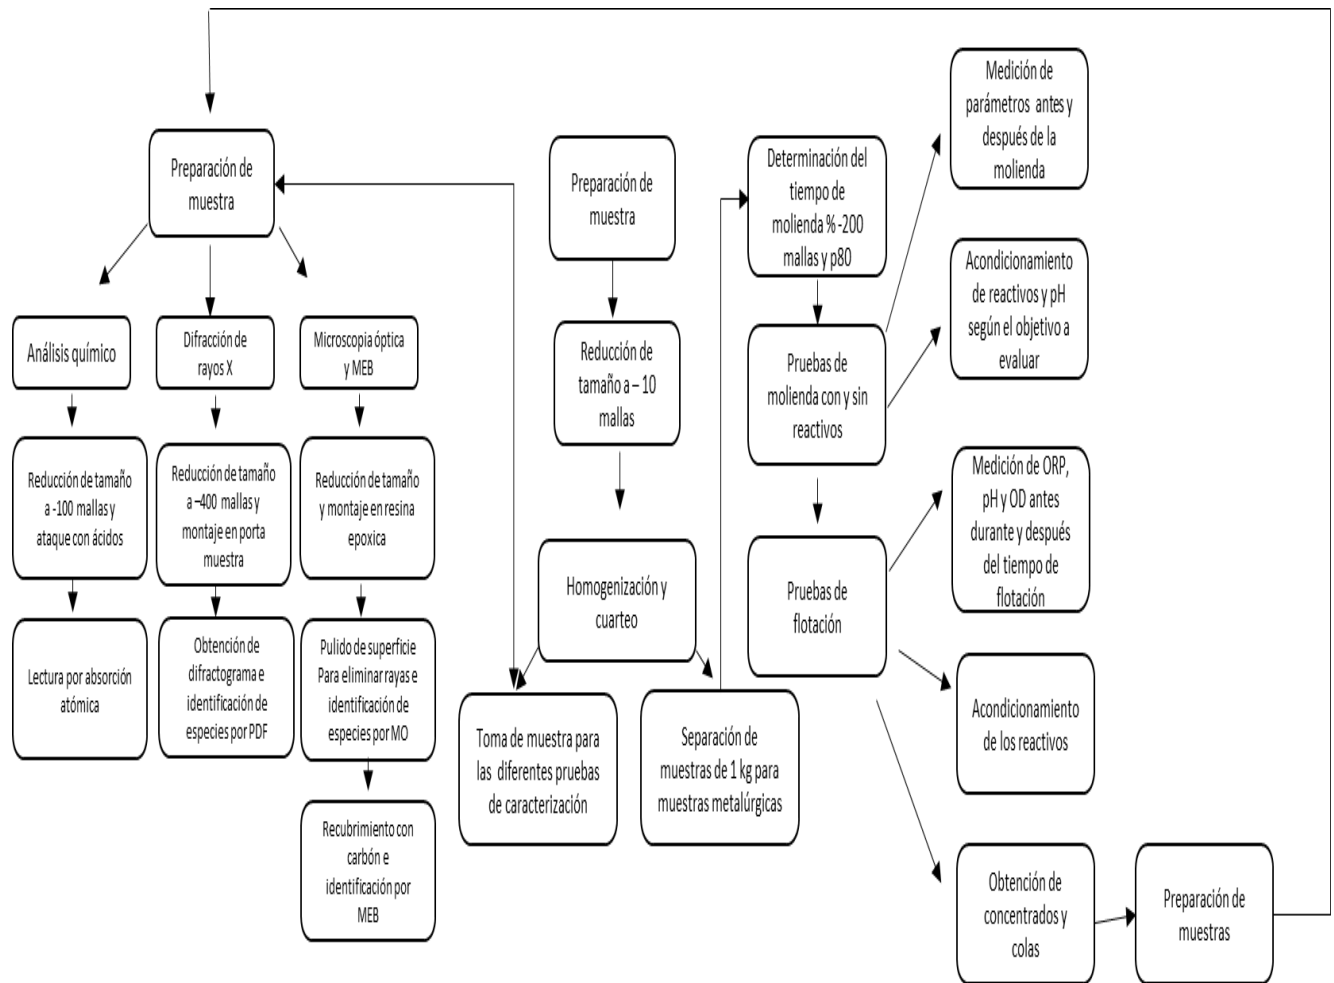 Preparación de
muestra
Análisis químico
Difracción de
rayos X
Microscopia óptica
y MEB
Reducción de tamaño
a -100 mallas y
ataque con ácidos
Reducción de tamaño
a –400 mallas y
montaje en porta
muestra
Reducción de tamaño
y montaje en resina
epoxica
Lectura por absorción
atómica
Obtención de
difractograma e
identificación de
especies por PDF
Pulido de superficie
Para eliminar rayas e
identificación de
especies por MO
Recubrimiento con
carbón e
identificación por
MEB
Preparación de
muestra
Reducción de
tamaño a – 10
mallas
Homogenización y
cuarteo
Toma de muestra para
las diferentes pruebas
de caracterización
Separación de
muestras de 1 kg para
muestras metalúrgicas
Determinación del
tiempo de
molienda % -200
mallas y p80
Pruebas de
molienda con y sin
reactivos
Pruebas de
flotación
Medición de
parámetros antes y
después de la
molienda
Acondicionamiento
de reactivos y pH
según el objetivo a
evaluar
Medición de ORP,
pH y OD antes
durante y después
del tiempo de
flotación
Acondicionamiento
de los reactivos
Obtención de
concentrados y
colas
Preparación de
muestras